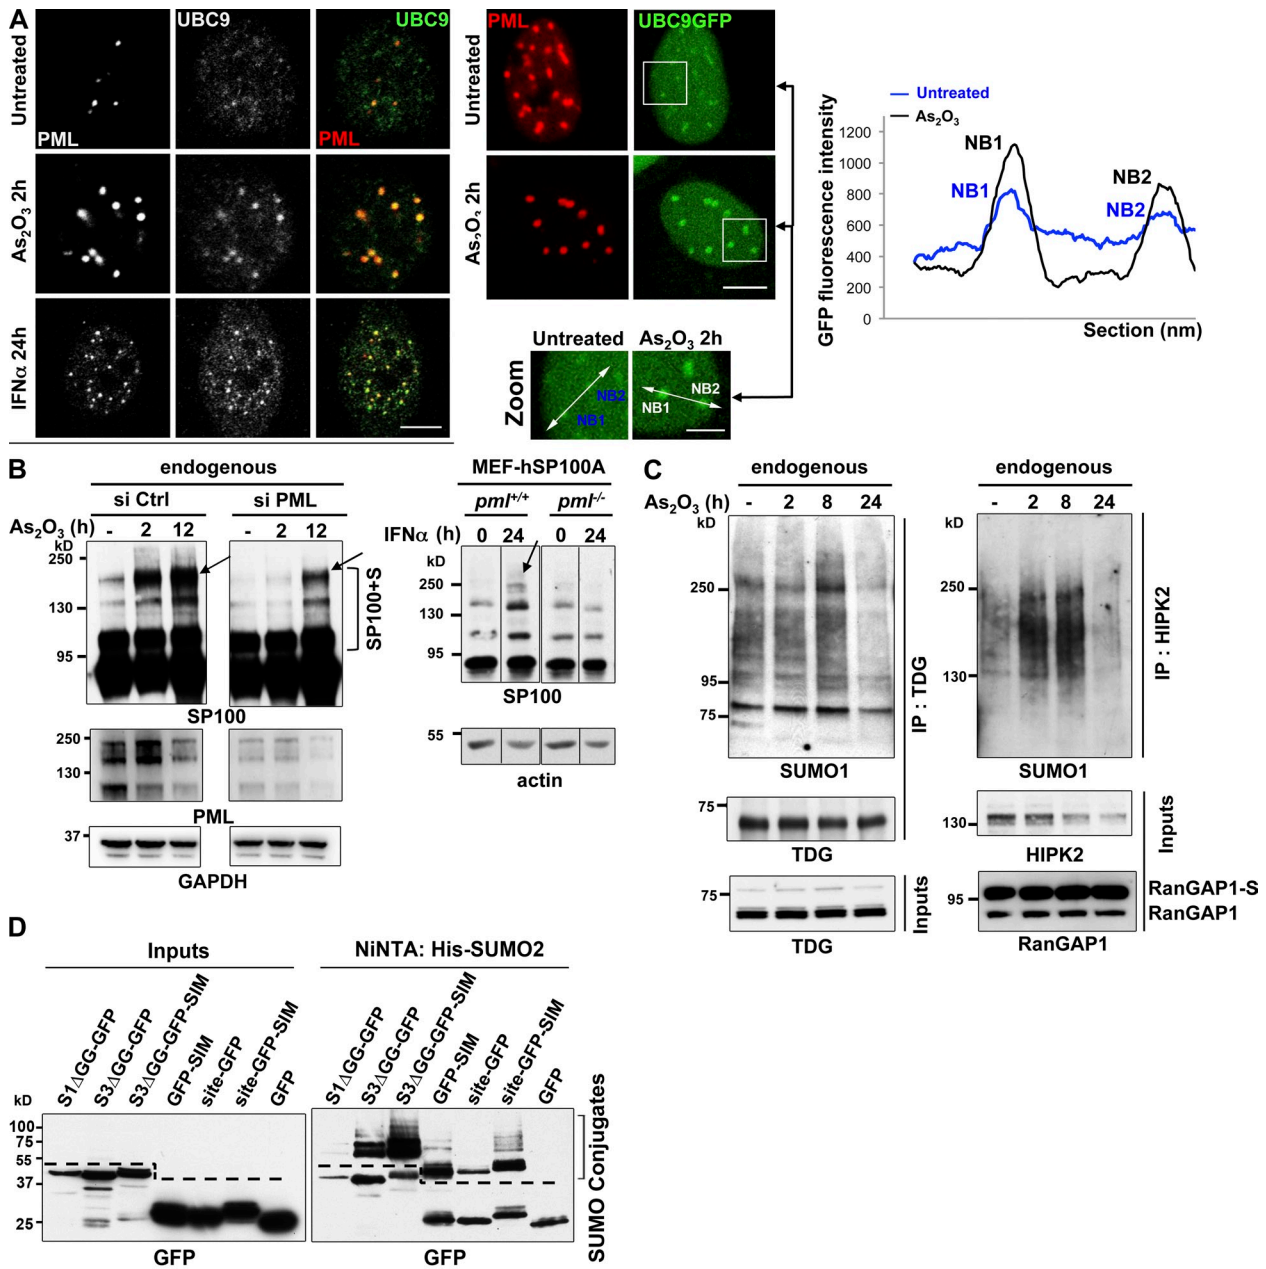 A
UBC9
UBC9
Untreated
PML
PML
As2O3 2h
IFNα 24h
PML
UBC9GFP
Untreated
As2O3 2h
Untreated
As2O3 2h
Zoom
NB2
NB1
NB2
NB1
Untreated
As2O3
GFP fluorescence intensity
1200
1000
800
600
400
200
0
NB1
NB1
NB2
NB2
Section (nm)
B
endogenous
si Ctrl
si PML
As2O3 (h)
- 2 12
- 2 12
kD
250
130
95
SP100+S
SP100
250
130
PML
37
GAPDH
MEF-hSP100A
pml+/+
pml-/-
IFNα (h)
0 24 0 24
kD
250
130
95
SP100
55
actin
C
endogenous
As2O3 (h)
- 2 8 24
kD
250
95
75
SUMO1
IP : TDG
75
TDG
75
Inputs
TDG
endogenous
- 2 8 24
kD
250
130
IP : HIPK2
SUMO1
130
HIPK2
Inputs
95
RanGAP1-S
RanGAP1
RanGAP1
D
Inputs
NiNTA: His-SUMO2
S1ΔGG-GFP
S3ΔGG-GFP
S3ΔGG-GFP-SIM
GFP-SIM
site-GFP
site-GFP-SIM
GFP
S1ΔGG-GFP
S3ΔGG-GFP
S3ΔGG-GFP-SIM
GFP-SIM
site-GFP
site-GFP-SIM
GFP
kD
100
75
55
37
25
SUMO Conjugates
GFP
GFP